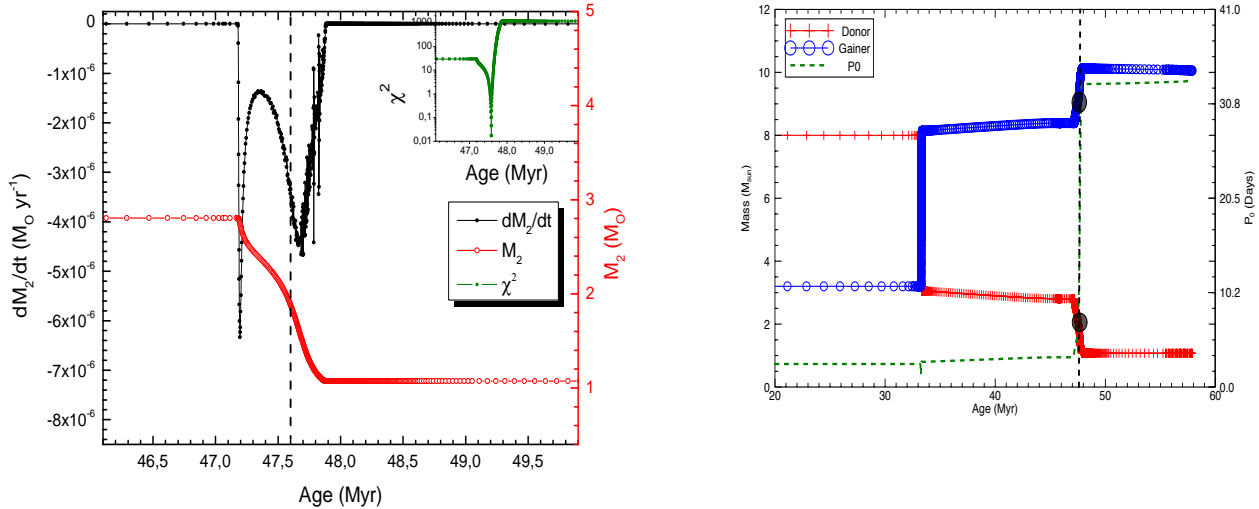 0
-1x10⁻⁶
-2x10⁻⁶
-3x10⁻⁶
-4x10⁻⁶
-5x10⁻⁶
-6x10⁻⁶
-7x10⁻⁶
-8x10⁻⁶
dM₂/dt (M_O yr⁻¹)
46,5 47,0 47,5 48,0 48,5 49,0 49,5
Age (Myr)
5
4
3
2
1
M₂ (M_O)
1000
100
10
1
0,1
0,01
χ²
47,0 48,0 49,0
Age (Myr)
dM₂/dt
M₂
χ²
Donor
Gainer
P0
12
10
8
6
4
2
0
Mass (M_sun)
20 30 40 50 60
Age (Myr)
41.0
30.8
20.5
10.2
0.0
P₀ (Days)